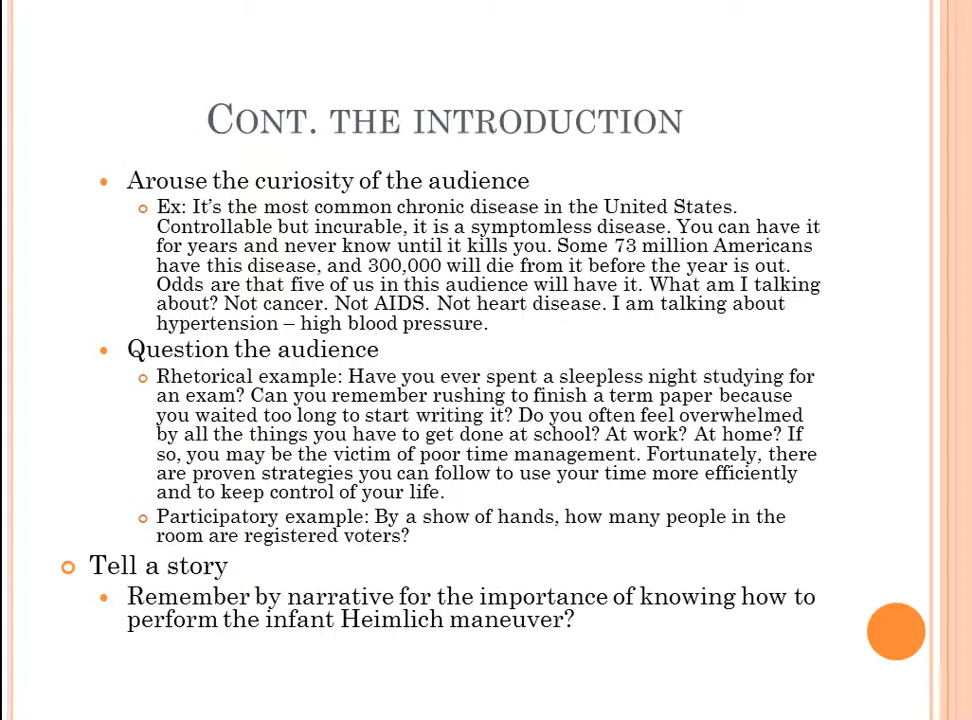 CONT. THE INTRODUCTION
Arouse the curiosity of the audience
Ex: It's the most common chronic disease in the United States.
Controllable but incurable, it is a symptomless disease. You can have it
for years and never know until it kills you. Some 73 million Americans
have this disease, and 300,000 will die from it before the year is out.
Odds are that five of us in this audience will have it. What am I talking
about? Not cancer. Not AIDS. Not heart disease. I am talking about
hypertension – high blood pressure.
Question the audience
Rhetorical example: Have you ever spent a sleepless night studying for
an exam? Can you remember rushing to finish a term paper because
you waited too long to start writing it? Do you often feel overwhelmed
by all the things you have to get done at school? At work? At home? If
so, you may be the victim of poor time management. Fortunately, there
are proven strategies you can follow to use your time more efficiently
and to keep control of your life.
Participatory example: By a show of hands, how many people in the
room are registered voters?
Tell a story
Remember by narrative for the importance of knowing how to
perform the infant Heimlich maneuver?